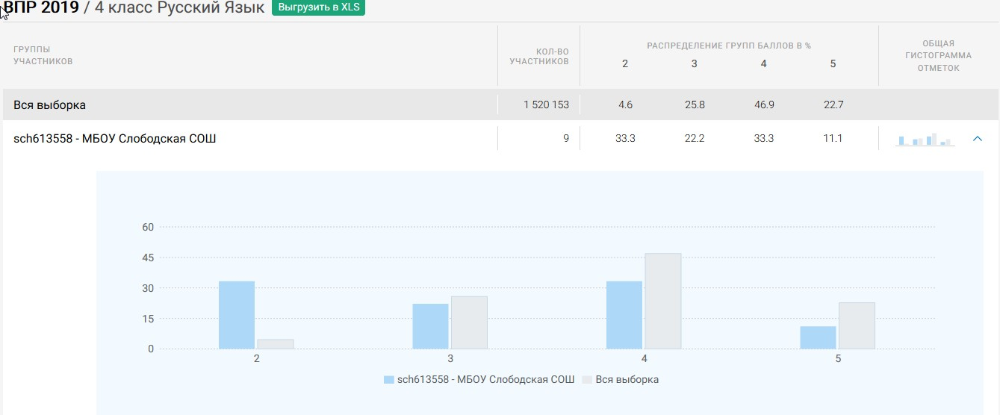 ВПР 2019 / 4 класс Русский Язык Выгрузить в XLS
ГРУППЫ УЧАСТНИКОВ
КОЛ-ВО УЧАСТНИКОВ
РАСПРЕДЕЛЕНИЕ ГРУПП БАЛЛОВ В %
2 3 4 5
ОБЩАЯ
ГИСТОГРАММА
ОТМЕТОК
Вся выборка 1 520 153 4.6 25.8 46.9 22.7
sch613558 - МБОУ Слободская СОШ 9 33.3 22.2 33.3 11.1
60
45
30
15
0
2 3 4 5
sch613558 - МБОУ Слободская СОШ Вся выборка